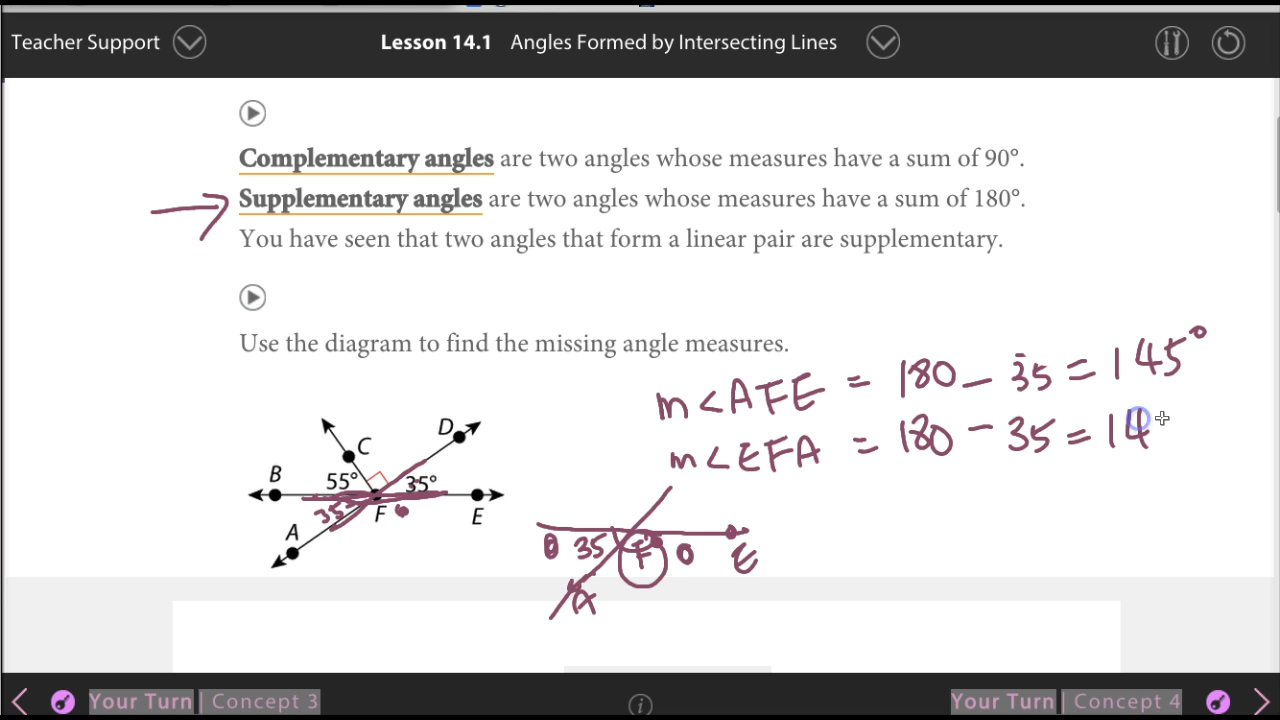 Teacher Support
Lesson 14.1 Angles Formed by Intersecting Lines
Complementary angles are two angles whose measures have a sum of 90°.
Supplementary angles are two angles whose measures have a sum of 180°.
You have seen that two angles that form a linear pair are supplementary.
Use the diagram to find the missing angle measures.
m<AFE = 180 - 35 = 145°
m<EFA = 180 - 35 = 14
D
C
B
55°
35°
35°
F
E
A
35
F
E
A
Your Turn | Concept 3
i
Your Turn | Concept 4